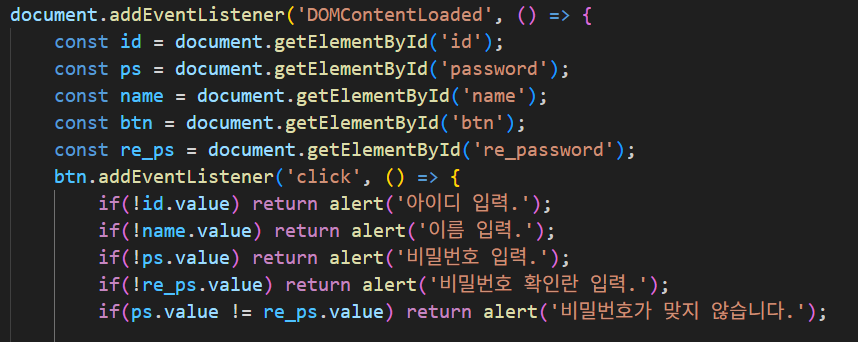 document.addEventListener('DOMContentLoaded', () => {
    const id = document.getElementById('id');
    const ps = document.getElementById('password');
    const name = document.getElementById('name');
    const btn = document.getElementById('btn');
    const re_ps = document.getElementById('re_password');
    btn.addEventListener('click', () => {
        if(!id.value) return alert('아이디 입력.');
        if(!name.value) return alert('이름 입력.');
        if(!ps.value) return alert('비밀번호 입력.');
        if(!re_ps.value) return alert('비밀번호 확인란 입력.');
        if(ps.value != re_ps.value) return alert('비밀번호가 맞지 않습니다.');